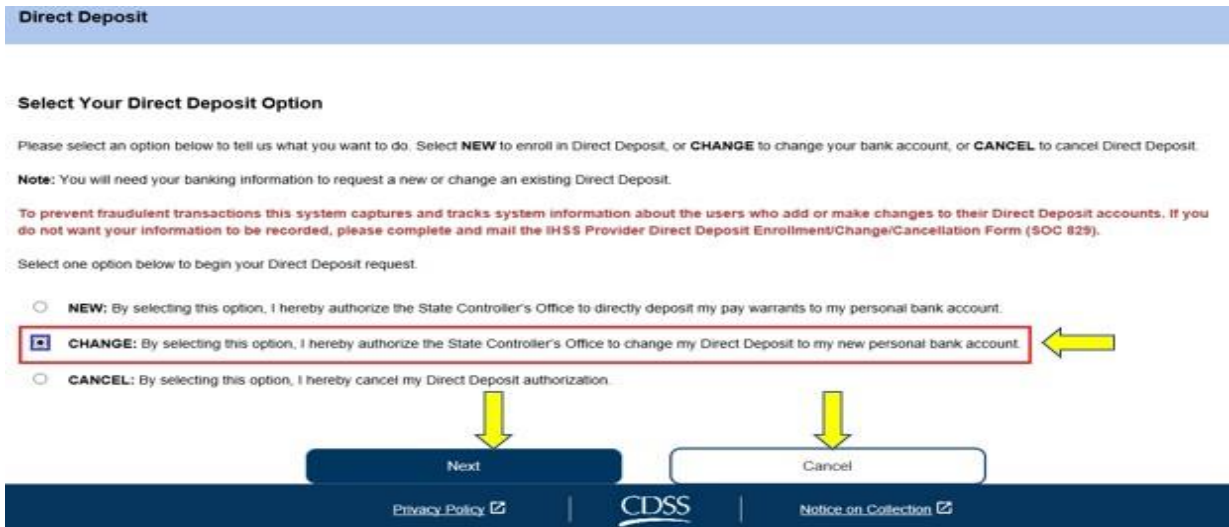 Direct Deposit
Select Your Direct Deposit Option
Please select an option below to tell us what you want to do. Select NEW to enroll in Direct Deposit, or CHANGE to change your bank account, or CANCEL to cancel Direct Deposit.
Note: You will need your banking information to request a new or change an existing Direct Deposit.
To prevent fraudulent transactions this system captures and tracks system information about the users who add or make changes to their Direct Deposit accounts. If you
do not want your information to be recorded, please complete and mail the IHSS Provider Direct Deposit Enrollment/Change/Cancellation Form (SOC 829).
Select one option below to begin your Direct Deposit request.
NEW: By selecting this option, I hereby authorize the State Controller's Office to directly deposit my pay warrants to my personal bank account.
CHANGE: By selecting this option, I hereby authorize the State Controller's Office to change my Direct Deposit to my new personal bank account.
CANCEL: By selecting this option, I hereby cancel my Direct Deposit authorization.
Next Cancel
Privacy Policy CDSS Notice on Collection